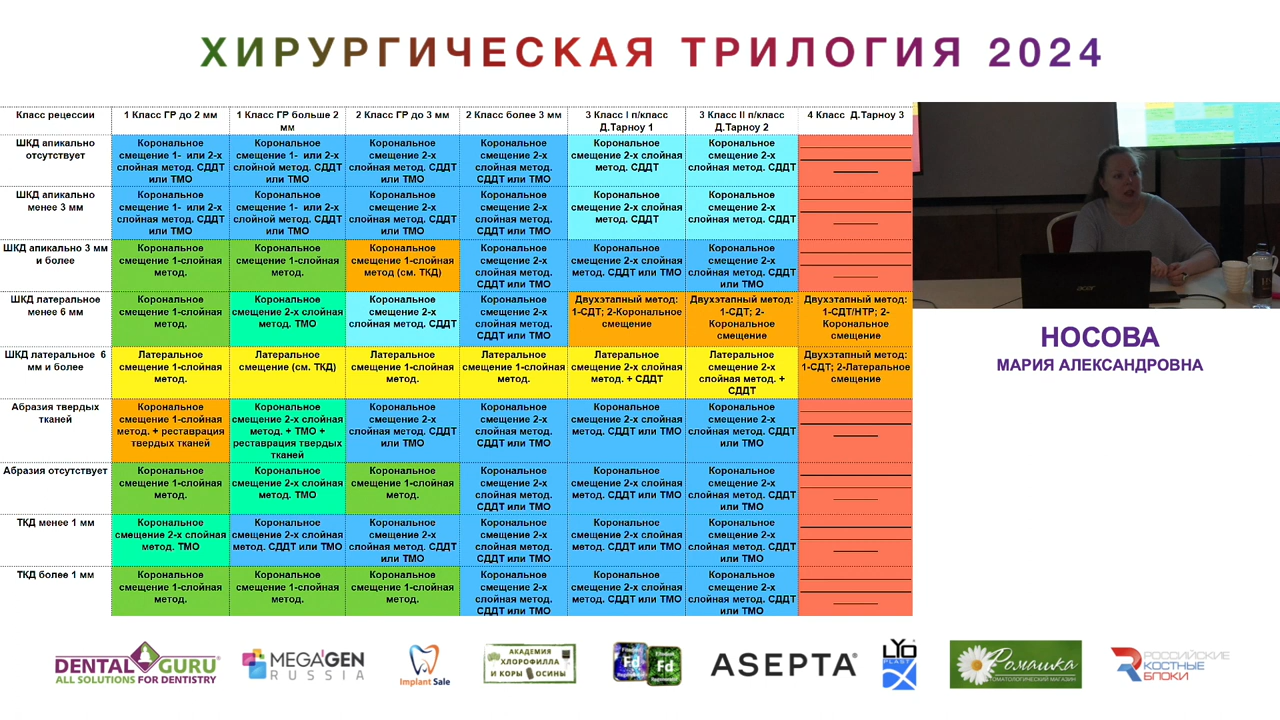 ХИРУРГИЧЕСКАЯ ТРИЛОГИЯ 2024
Класс рецессии
1 Класс ГР до 2 мм
1 Класс ГР больше 2
мм
2 Класс ГР до 3 мм
2 Класс более 3 мм
3 Класс I п/класс
Д.Тарноу 1
3 Класс II п/класс
Д.Тарноу 2
4 Класс Д.Тарноу 3
ШКД апикально
отсутствует
Корональное
смещение 1- или 2-х
слойная метод. СДДТ
или ТМО
Корональное
смещение 1- или 2-х
слойной метод. СДДТ
или ТМО
Корональное
смещение 2-х
слойная метод. СДДТ
или ТМО
Корональное
смещение 2-х
слойная метод.
СДДТ или ТМО
Корональное
смещение 2-х слойная
метод. СДДТ
Корональное
смещение 2-х
слойная метод. СДДТ
ШКД апикально
менее 3 мм
Корональное
смещение 1- или 2-х
слойная метод. СДДТ
или ТМО
Корональное
смещение 1- или 2-х
слойной метод. СДДТ
или ТМО
Корональное
смещение 2-х
слойная метод. СДДТ
или ТМО
Корональное
смещение 2-х
слойная метод.
СДДТ или ТМО
Корональное
смещение 2-х слойная
метод. СДДТ
Корональное
смещение 2-х
слойная метод. СДДТ
ШКД апикально 3 мм
и более
Корональное
смещение 1-слойная
метод.
Корональное
смещение 1-слойная
метод.
Корональное
смещение 1-слойная
метод (см. ТКД)
Корональное
смещение 2-х
слойная метод.
СДДТ или ТМО
Корональное
смещение 2-х слойная
метод. СДДТ или ТМО
Корональное
смещение 2-х
слойная метод. СДДТ
или ТМО
ШКД латеральное
менее 6 мм
Корональное
смещение 1-слойная
метод.
Корональное
смещение 2-х слойная
метод. ТМО
Корональное
смещение 2-х
слойная метод. СДДТ
Корональное
смещение 2-х
слойная метод.
СДДТ или ТМО
Двухэтапный метод:
1-СДТ; 2-Корональное
смещение
Двухэтапный метод:
1-СДТ; 2-
Корональное
смещение
Двухэтапный метод:
1-СДТ/НТР; 2-
Корональное
смещение
ШКД латеральное 6
мм и более
Латеральное
смещение 1-слойная
метод.
Латеральное
смещение (см. ТКД)
Латеральное
смещение 1-слойная
метод.
Латеральное
смещение 1-слойная
метод.
Латеральное
смещение 2-х слойная
метод. + СДДТ
Латеральное
смещение 2-х
слойная метод. +
СДДТ
Двухэтапный метод:
1-СДТ; 2-Латеральное
смещение
Абразия твердых
тканей
Корональное
смещение 1-слойная
метод. + реставрация
твердых тканей
Корональное
смещение 2-х слойная
метод. + ТМО +
реставрация твердых
тканей
Корональное
смещение 2-х
слойная метод. СДДТ
или ТМО
Корональное
смещение 2-х
слойная метод.
СДДТ или ТМО
Корональное
смещение 2-х слойная
метод. СДДТ или ТМО
Корональное
смещение 2-х
слойная метод. СДДТ
или ТМО
Абразия отсутствует
Корональное
смещение 1-слойная
метод.
Корональное
смещение 2-х слойная
метод. ТМО
Корональное
смещение 1-слойная
метод.
Корональное
смещение 2-х
слойная метод.
СДДТ или ТМО
Корональное
смещение 2-х слойная
метод. СДДТ или ТМО
Корональное
смещение 2-х
слойная метод. СДДТ
или ТМО
ТКД менее 1 мм
Корональное
смещение 2-х слойная
метод. ТМО
Корональное
смещение 2-х слойная
метод. СДДТ или ТМО
Корональное
смещение 2-х
слойная метод. СДДТ
или ТМО
Корональное
смещение 2-х
слойная метод.
СДДТ или ТМО
Корональное
смещение 2-х слойная
метод. СДДТ или ТМО
Корональное
смещение 2-х
слойная метод. СДДТ
или ТМО
ТКД более 1 мм
Корональное
смещение 1-слойная
метод.
Корональное
смещение 1-слойная
метод.
Корональное
смещение 1-слойная
метод.
Корональное
смещение 2-х
слойная метод.
СДДТ или ТМО
Корональное
смещение 2-х слойная
метод. СДДТ или ТМО
Корональное
смещение 2-х
слойная метод. СДДТ
или ТМО
acer
НОСОВА
МАРИЯ АЛЕКСАНДРОВНА
DENTAL GURU
ALL SOLUTIONS FOR DENTISTRY
MEGA'GEN
RUSSIA
Implant Sale
АКАДЕМИЯ
ХЛОРОФИЛЛА
И КОРЫ ОСИНЫ
Fd
Fd
ASEPTA®
LYO
PLAST
Ромашка
СТОМАТОЛОГИЧЕСКИЙ МАГАЗИН
РОССИЙСКИЕ
КОСТНЫЕ
БЛОКИ